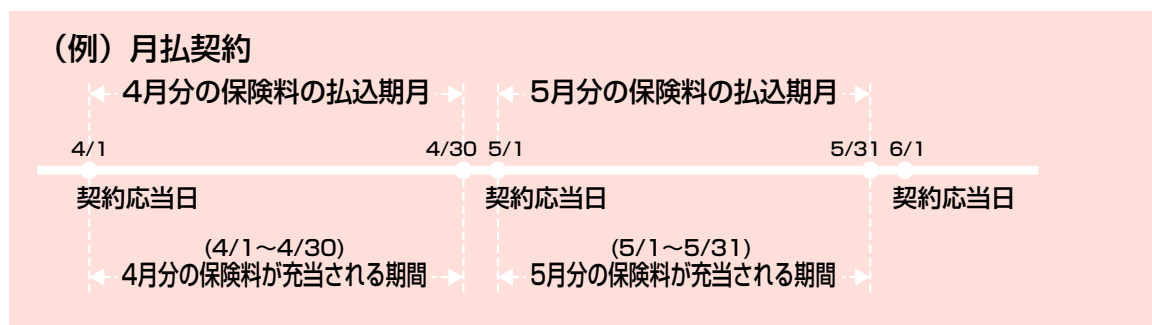 （例）月払契約
4月分の保険料の払込期月 5月分の保険料の払込期月
4/1 4/30 5/1 5/31 6/1
契約応当日 契約応当日 契約応当日
(4/1～4/30) (5/1～5/31)
4月分の保険料が充当される期間 5月分の保険料が充当される期間